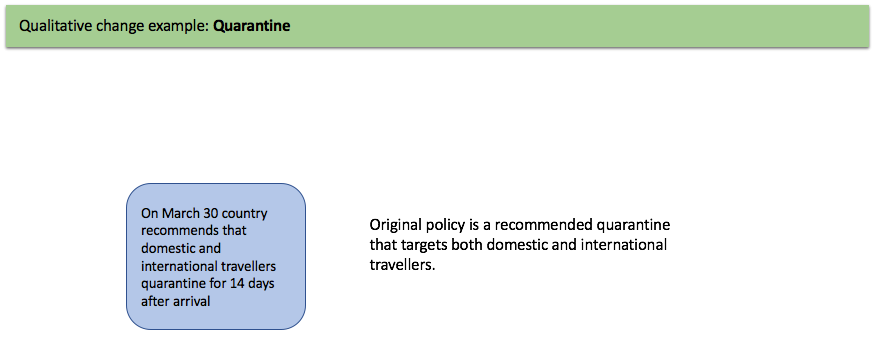 Qualitative change example: Quarantine
On March 30 country
recommends that
domestic and
international travellers
quarantine for 14 days
after arrival
Original policy is a recommended quarantine
that targets both domestic and international
travellers.